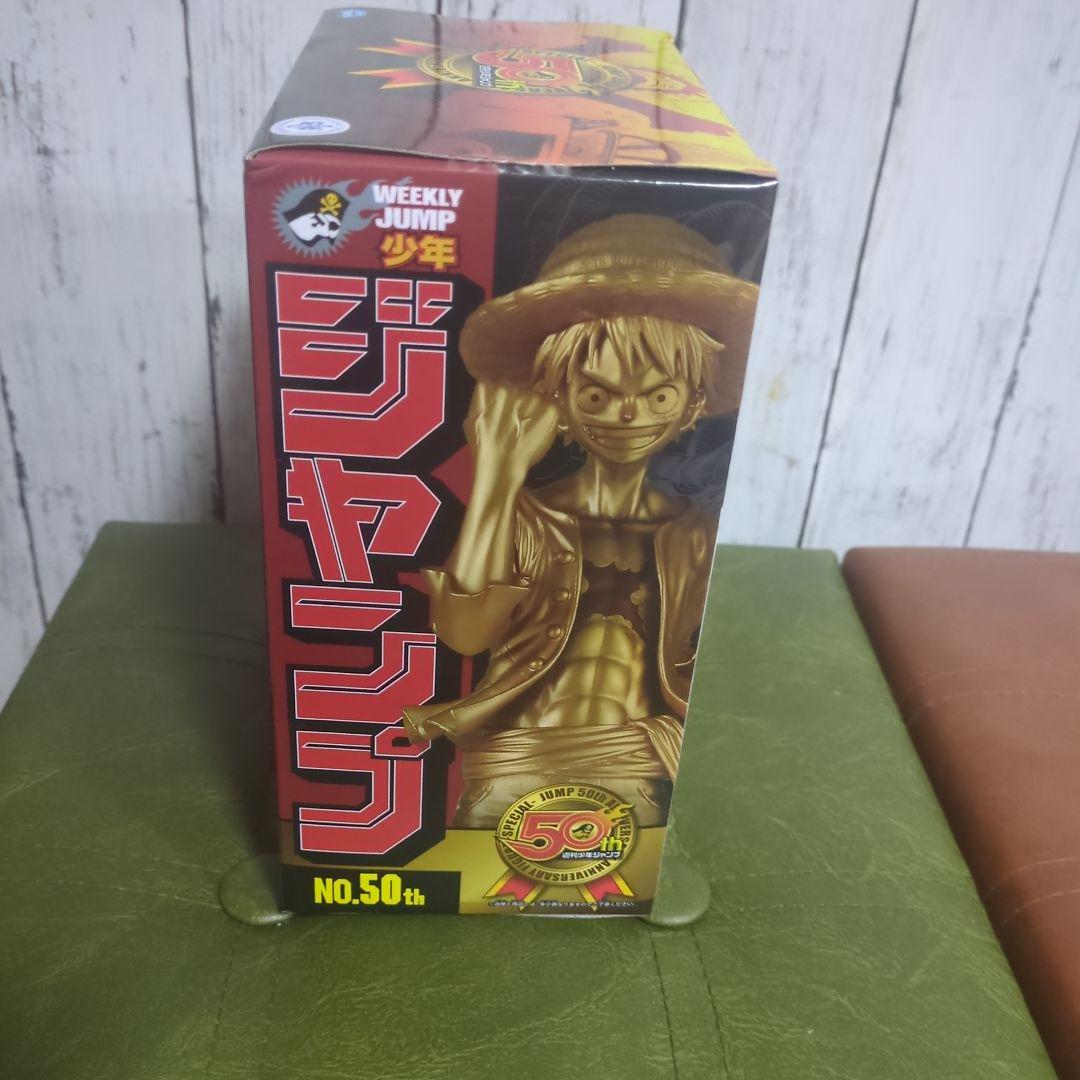 50
WEEKLY
JUMP
少年
ジャンプ
SPECIAL- JUMP 50th
50th
週刊少年ジャンプ
ANNIVERSARY
NO.50th